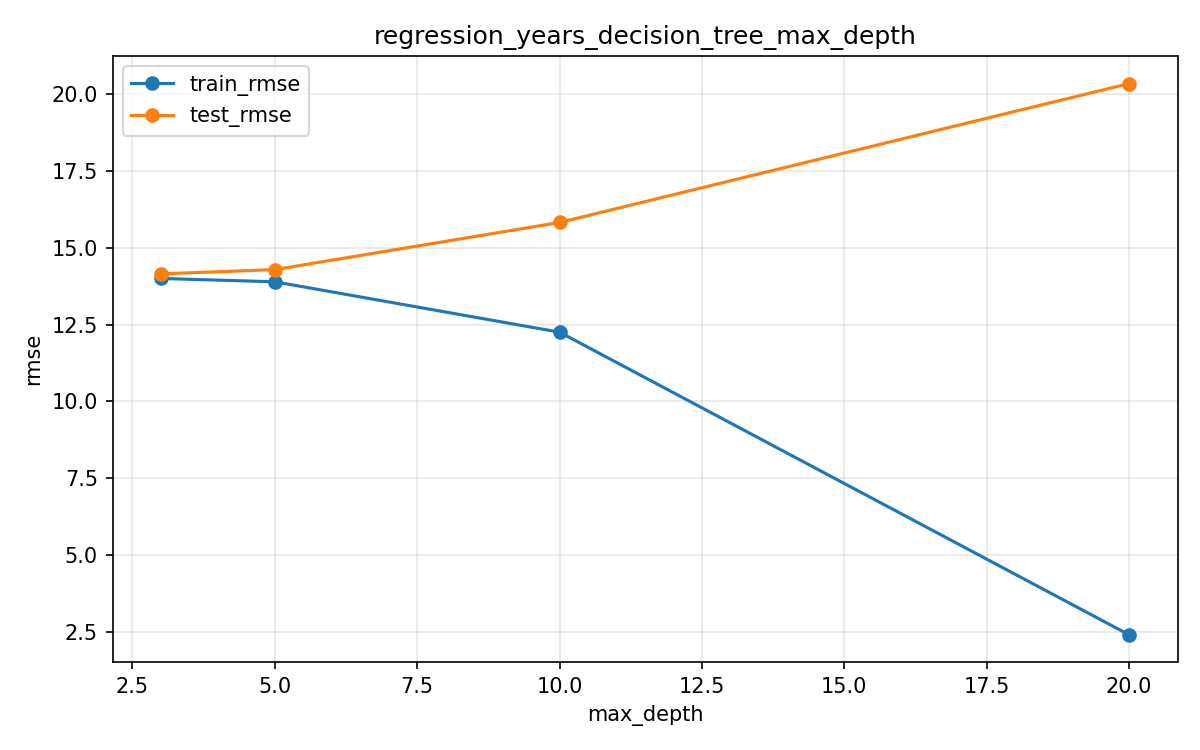 regression_years_decision_tree_max_depth
train_rmse
test_rmse
rmse
20.0
17.5
15.0
12.5
10.0
7.5
5.0
2.5
2.5 5.0 7.5 10.0 12.5 15.0 17.5 20.0
max_depth